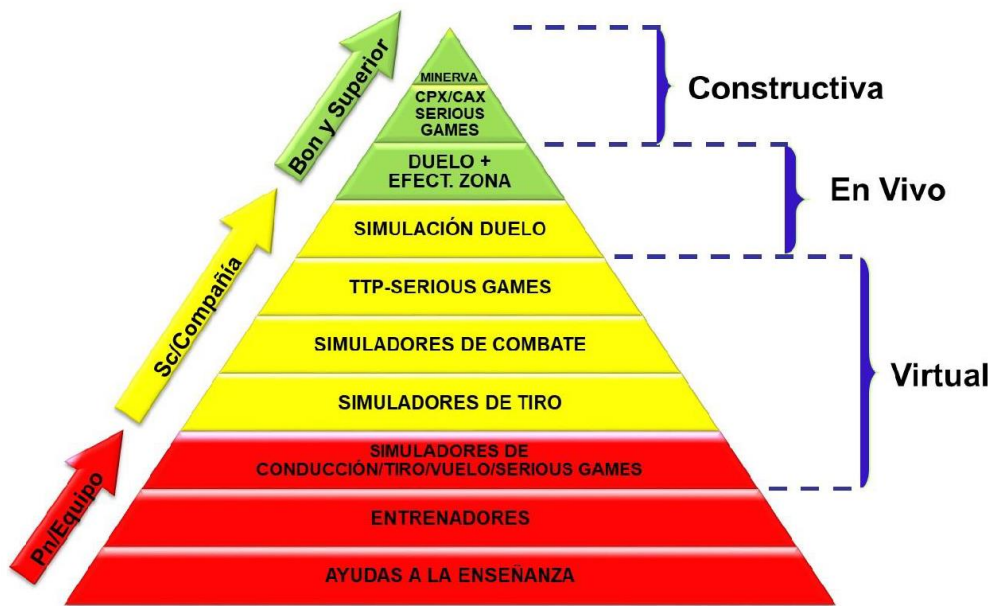 MINERVA
CPX/CAX
SERIOUS
GAMES
DUELO +
EFECT. ZONA
SIMULACIÓN DUELO
TTP-SERIOUS GAMES
SIMULADORES DE COMBATE
SIMULADORES DE TIRO
SIMULADORES DE
CONDUCCIÓN/TIRO/VUELO/SERIOUS GAMES
ENTRENADORES
AYUDAS A LA ENSEÑANZA
Bon y Superior
Sc/Compañía
Pn/Equipo
Constructiva
En Vivo
Virtual